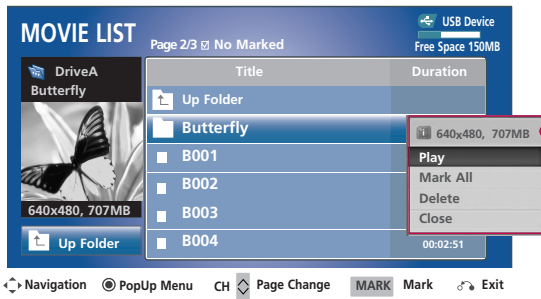 MOVIE LIST
Page 2/3 ☑ No Marked
USB Device
Free Space 150MB
DriveA
Butterfly
640x480, 707MB
Up Folder
Title Duration
Up Folder
Butterfly
B001
B002
B003
B004 00:02:51
640x480, 707MB
Play
Mark All
Delete
Close
Navigation PopUp Menu CH Page Change MARK Mark Exit